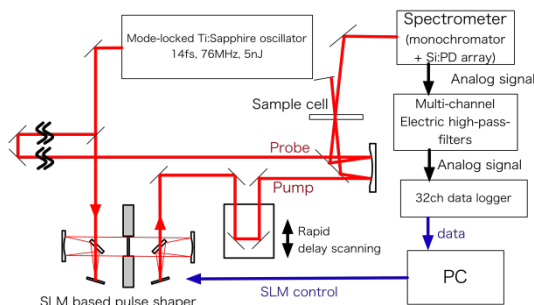 Mode-locked Ti:Sapphire oscillator
14fs, 76MHz, 5nJ
Spectrometer
(monochromator
+ Si:PD array)
Analog signal
Sample cell
Multi-channel
Electric high-pass-
filters
Probe
Analog signal
Pump
32ch data logger
Rapid
delay scanning
data
PC
SLM control
SLM based pulse shaper